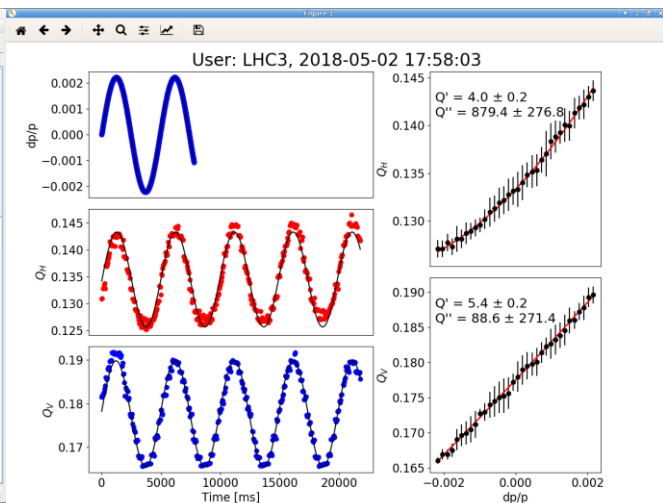 Figure 1
User: LHC3, 2018-05-02 17:58:03
dp/p
0.002
0.001
0.000
−0.001
−0.002
Q_H
0.145
0.140
0.135
0.130
0.125
Q_V
0.19
0.18
0.17
0 5000 10000 15000 20000
Time [ms]
Q_H
0.145
0.140
0.135
0.130
Q' = 4.0 ± 0.2
Q'' = 879.4 ± 276.8
Q_V
0.190
0.185
0.180
0.175
0.170
0.165
Q' = 5.4 ± 0.2
Q'' = 88.6 ± 271.4
−0.002 0.000 0.002
dp/p